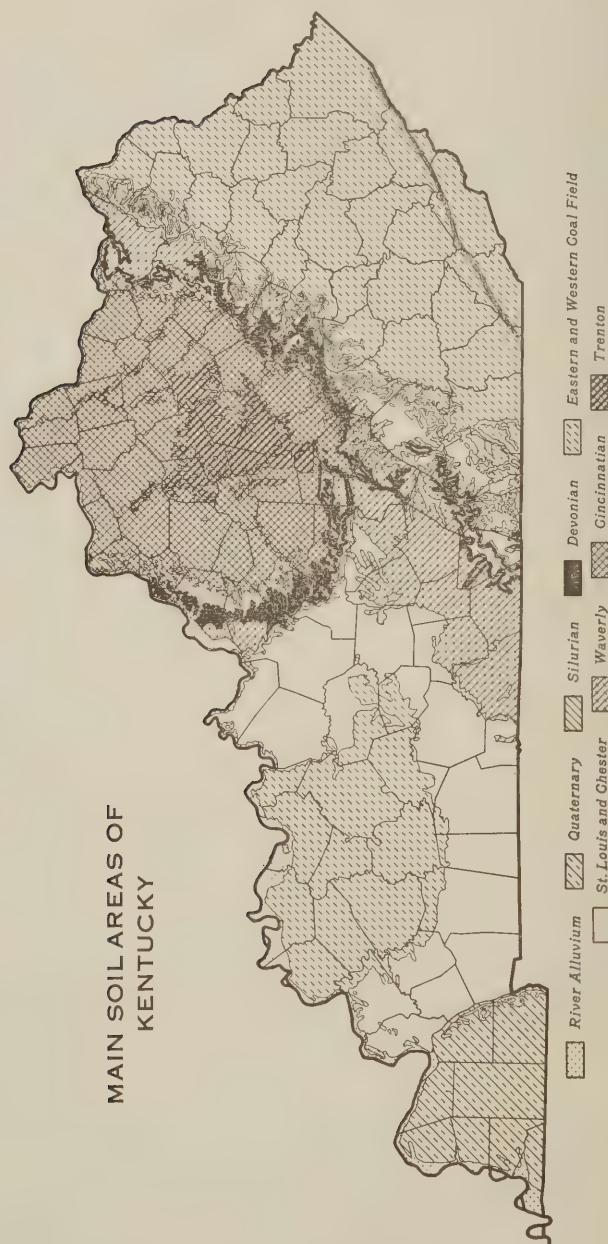 MAIN SOIL AREAS OF
KENTUCKY
River Alluvium Quaternary Silurian Devonian Eastern and Western Coal Field
St. Louis and Chester Waverly Cincinnatian Trenton